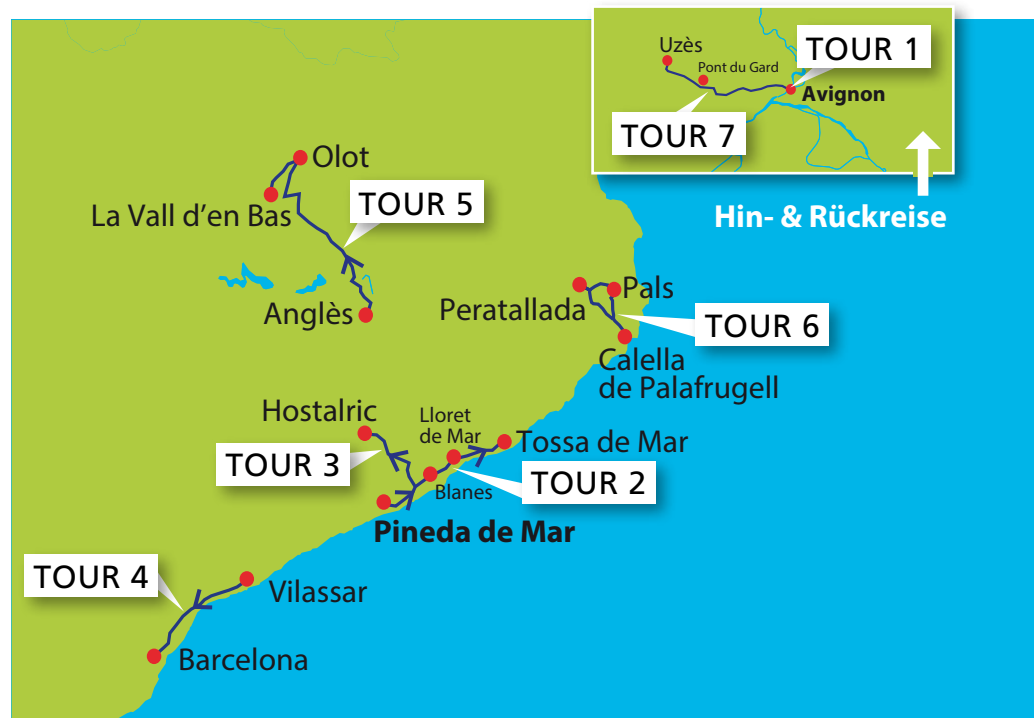 Uzès
TOUR 1
Pont du Gard
Avignon
TOUR 7
Hin- & Rückreise
Olot
La Vall d'en Bas
TOUR 5
Anglès
Peratallada
Pals
TOUR 6
Calella
de Palafrugell
Hostalric
Lloret
de Mar
Tossa de Mar
TOUR 3
TOUR 2
Blanes
Pineda de Mar
TOUR 4
Vilassar
Barcelona